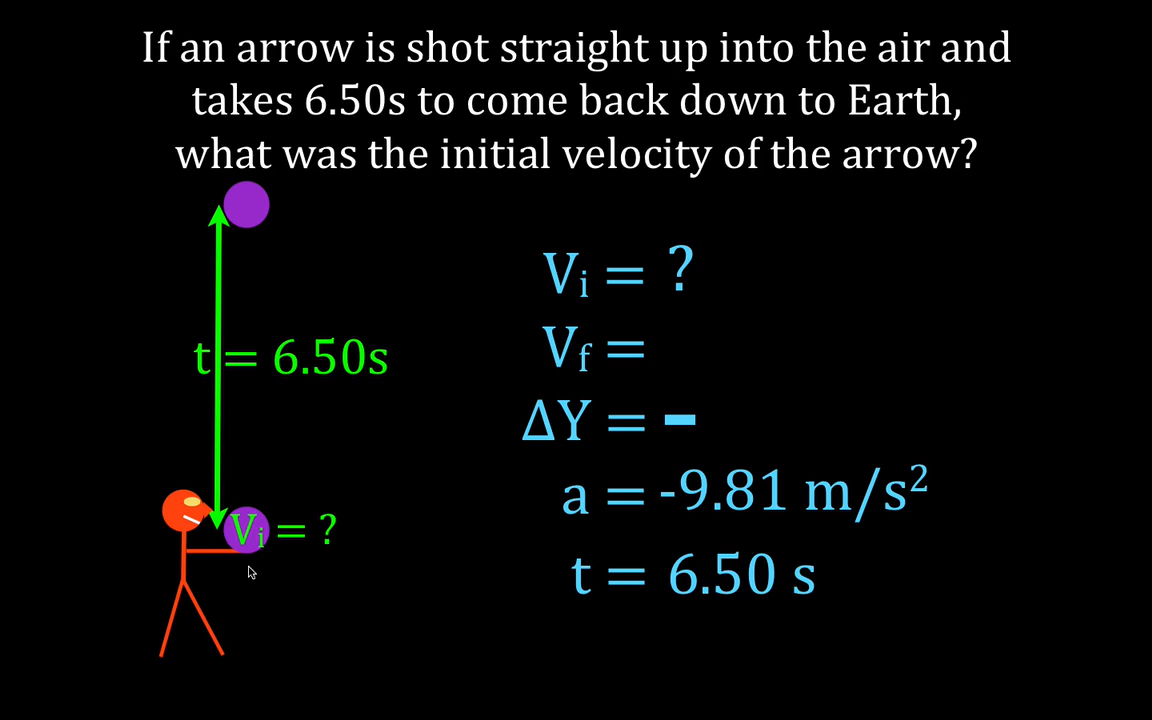 If an arrow is shot straight up into the air and
takes 6.50s to come back down to Earth,
what was the initial velocity of the arrow?
t = 6.50s
Vi = ?
Vi = ?
Vf =
ΔY = -
a = -9.81 m/s²
t = 6.50 s